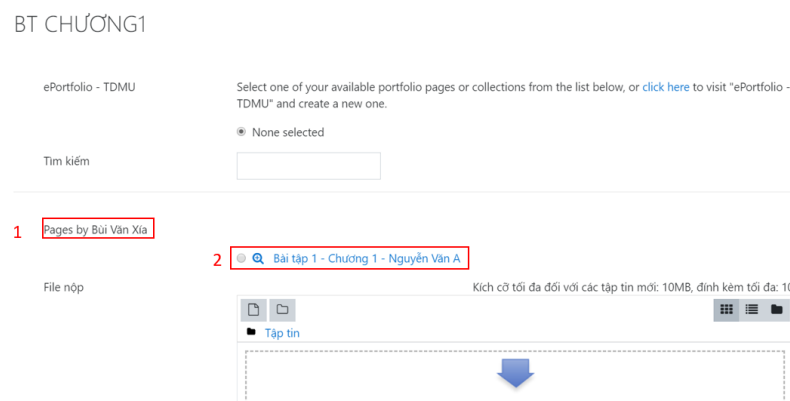 BT CHƯƠNG1
ePortfolio - TDMU
Select one of your available portfolio pages or collections from the list below, or click here to visit "ePortfolio -
TDMU" and create a new one.
None selected
Tìm kiếm
1 Pages by Bùi Văn Xía
2 Bài tập 1 - Chương 1 - Nguyễn Văn A
File nộp
Kích cỡ tối đa đối với các tập tin mới: 10MB, đính kèm tối đa:
Tập tin